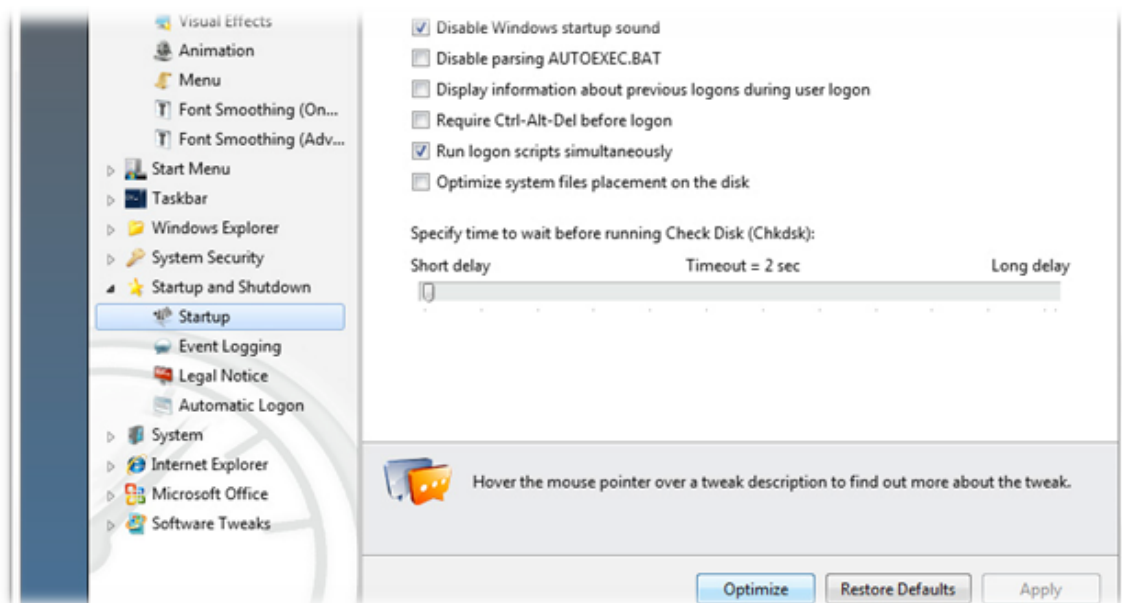 Visual Effects
Animation
Menu
Font Smoothing (On...
Font Smoothing (Adv...
Start Menu
Taskbar
Windows Explorer
System Security
Startup and Shutdown
Startup
Event Logging
Legal Notice
Automatic Logon
System
Internet Explorer
Microsoft Office
Software Tweaks
Disable Windows startup sound
Disable parsing AUTOEXEC.BAT
Display information about previous logons during user logon
Require Ctrl-Alt-Del before logon
Run logon scripts simultaneously
Optimize system files placement on the disk
Specify time to wait before running Check Disk (Chkdsk):
Short delay Timeout = 2 sec Long delay
Hover the mouse pointer over a tweak description to find out more about the tweak.
Optimize Restore Defaults Apply